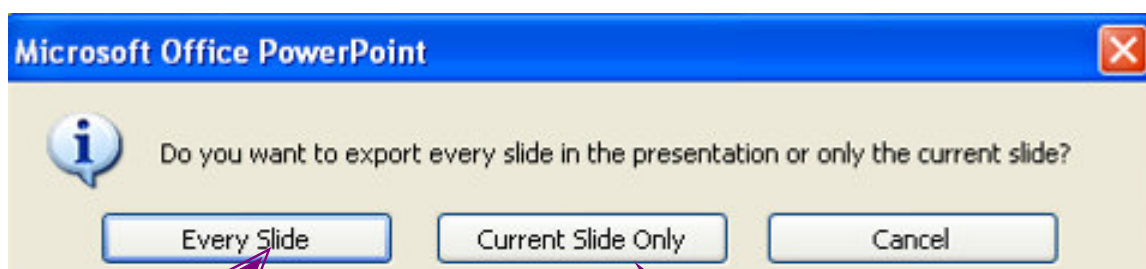 Microsoft Office PowerPoint
Do you want to export every slide in the presentation or only the current slide?
Every Slide Current Slide Only Cancel